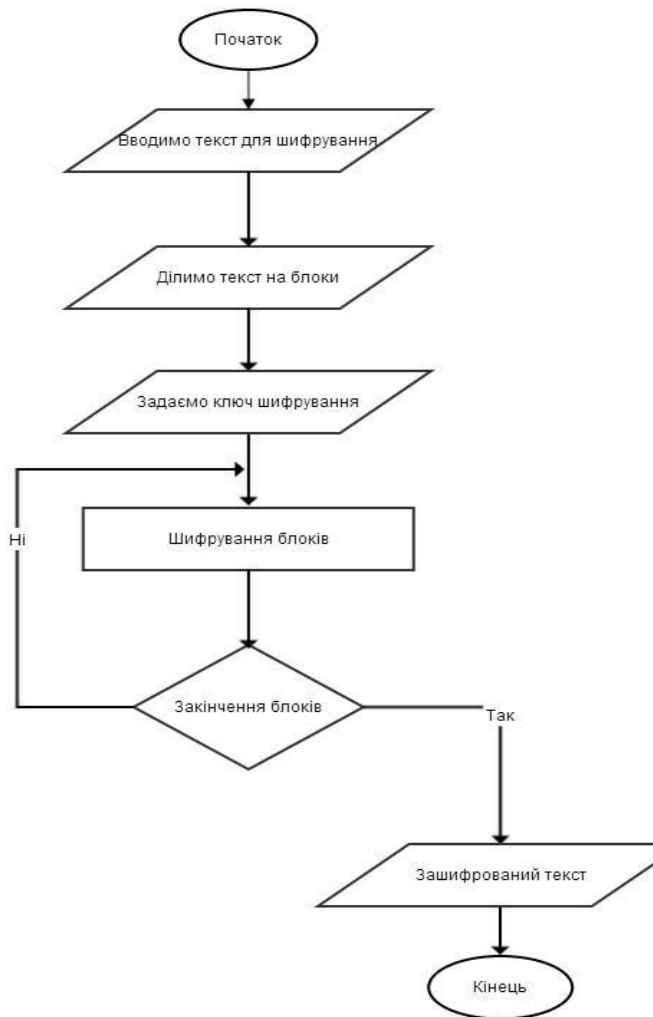 Початок
Вводимо текст для шифрування
Ділимо текст на блоки
Задаємо ключ шифрування
Ні
Шифрування блоків
Закінчення блоків
Так
Зашифрований текст
Кінець